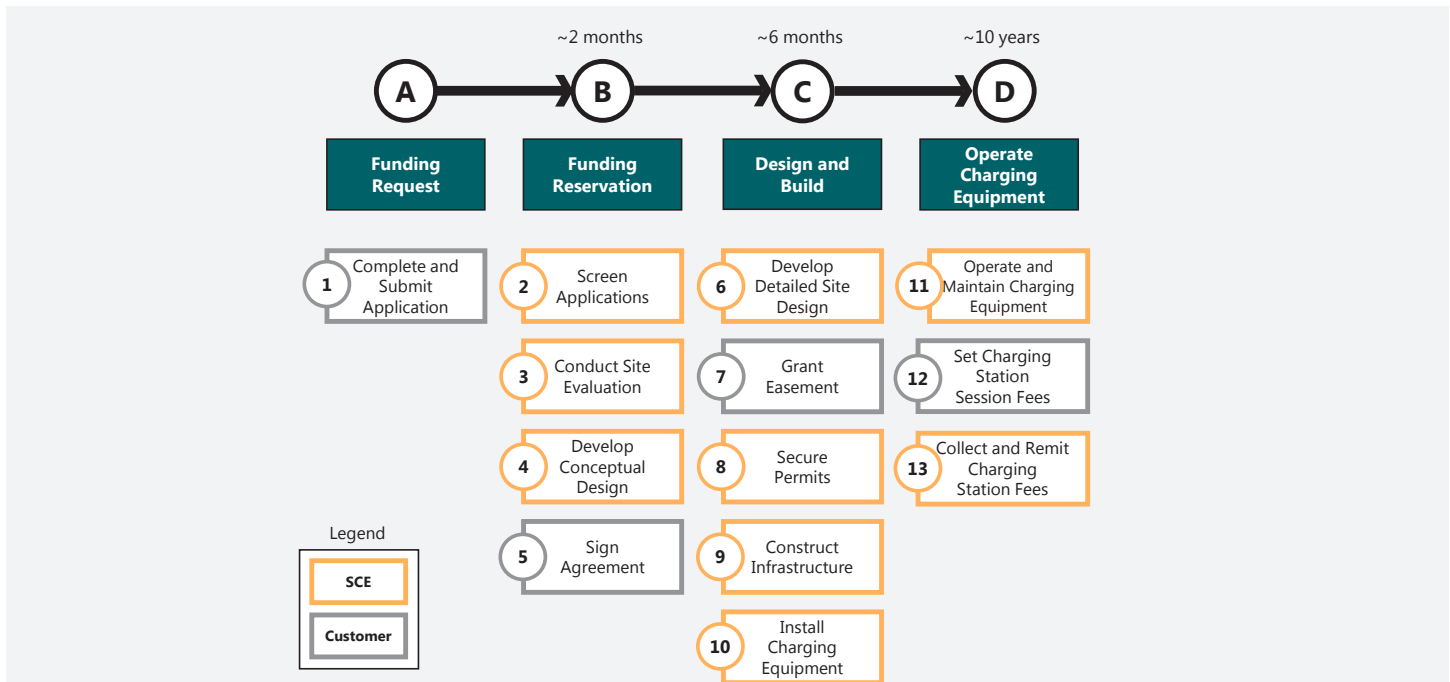 ~2 months
~6 months
~10 years
A
B
C
D
Funding
Request
Funding
Reservation
Design and
Build
Operate
Charging
Equipment
1
Complete and
Submit
Application
2
Screen
Applications
3
Conduct Site
Evaluation
4
Develop
Conceptual
Design
5
Sign
Agreement
6
Develop
Detailed Site
Design
7
Grant
Easement
8
Secure
Permits
9
Construct
Infrastructure
10
Install
Charging
Equipment
11
Operate and
Maintain Charging
Equipment
12
Set Charging
Station
Session Fees
13
Collect and Remit
Charging
Station Fees
Legend
SCE
Customer